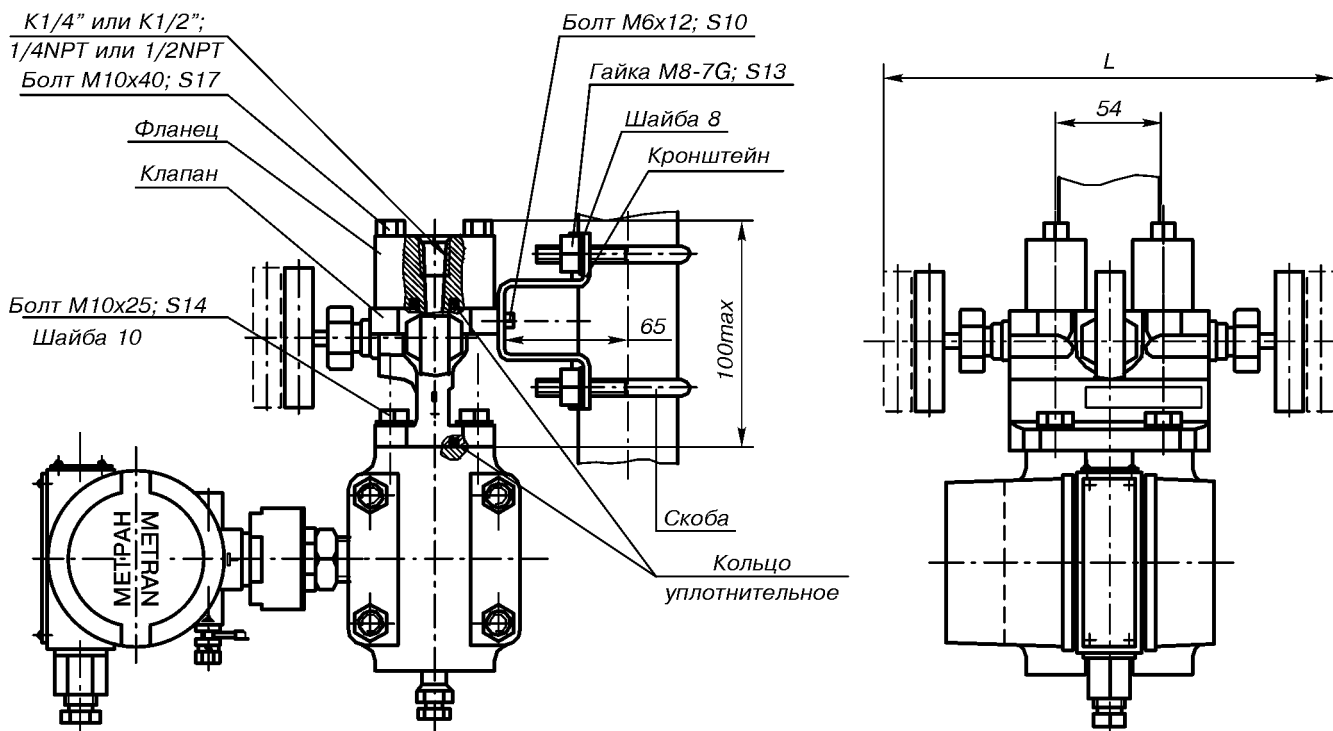 К1/4” или К1/2”;
1/4NPT или 1/2NPT
Болт М10х40; S17
Фланец
Клапан
Болт М10х25; S14
Шайба 10
Болт М6х12; S10
Гайка М8-7G; S13
Шайба 8
Кронштейн
65
100max
Скоба
Кольцо
уплотнительное
МЕТРАН
METRAN
L
54